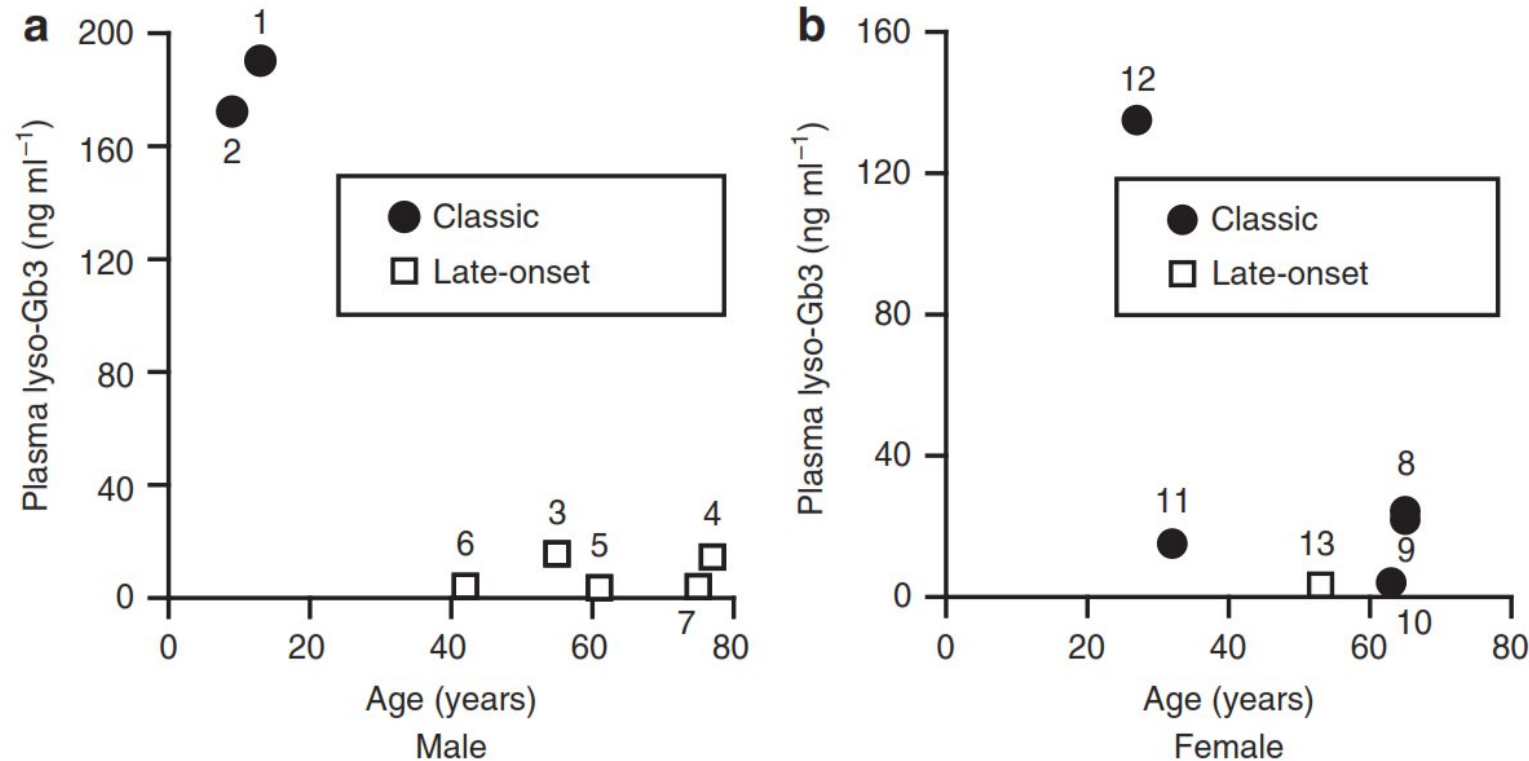 a
Plasma lyso-Gb3 (ng ml⁻¹)
200
160
120
80
40
0
1
2
Classic
Late-onset
6
3
5
4
7
0 20 40 60 80
Age (years)
Male
b
Plasma lyso-Gb3 (ng ml⁻¹)
160
120
80
40
0
12
Classic
Late-onset
11
13
8
9
10
0 20 40 60 80
Age (years)
Female